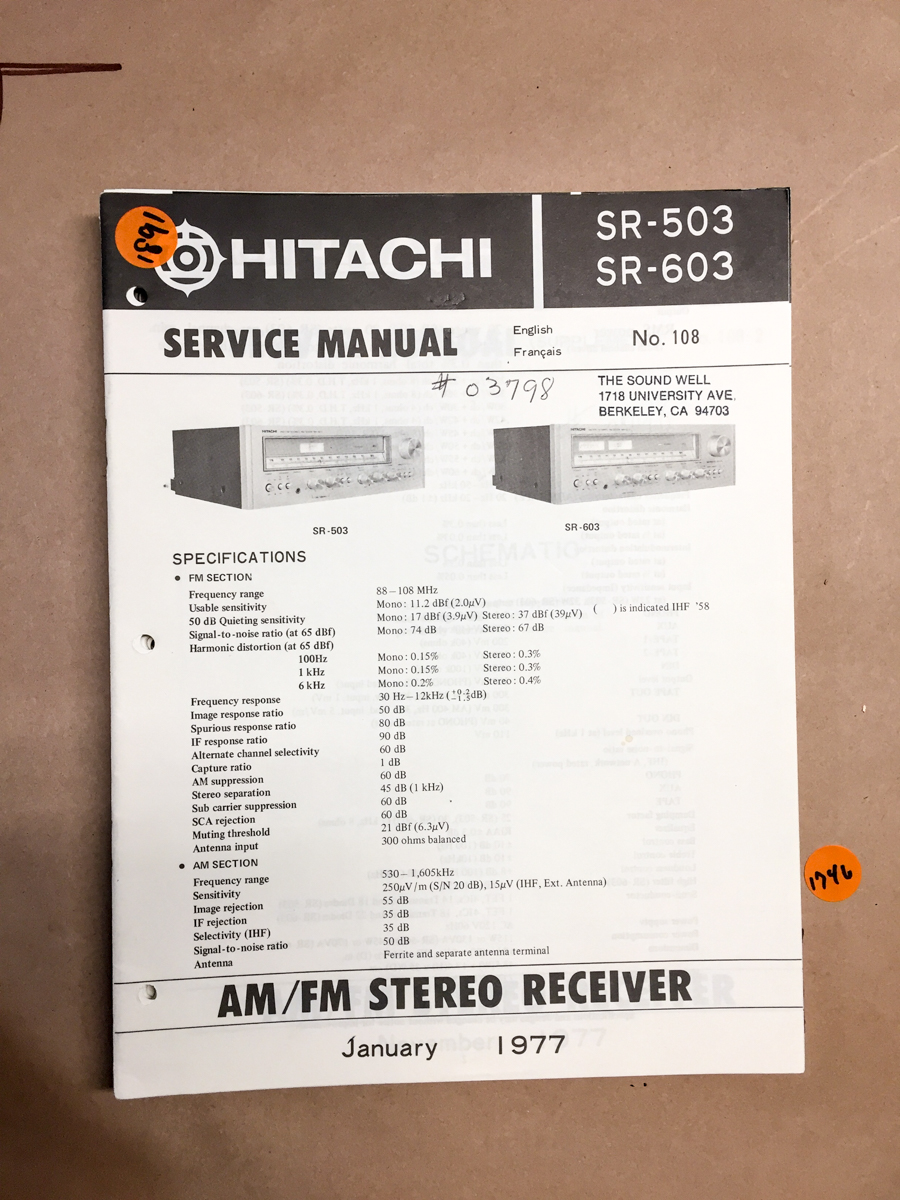 1891
HITACHI
SR-503
SR-603
SERVICE MANUAL
English
Français
No. 108
# 03798
THE SOUND WELL
1718 UNIVERSITY AVE.
BERKELEY, CA 94703
HITACHI
HITACHI
SR-503
SR-603
SPECIFICATIONS
• FM SECTION
Frequency range 88–108 MHz
Usable sensitivity Mono: 11.2 dBf (2.0μV)
50 dB Quieting sensitivity Mono: 17 dBf (3.9μV) Stereo: 37 dBf (39μV) ( ) is indicated IHF '58
Signal-to-noise ratio (at 65 dBf) Mono: 74 dB Stereo: 67 dB
Harmonic distortion (at 65 dBf)
100Hz Mono: 0.15% Stereo: 0.3%
1 kHz Mono: 0.15% Stereo: 0.3%
6 kHz Mono: 0.2% Stereo: 0.4%
Frequency response 30 Hz–12kHz (+0.2 −1.5dB)
Image response ratio 50 dB
Spurious response ratio 80 dB
IF response ratio 90 dB
Alternate channel selectivity 60 dB
Capture ratio 1 dB
AM suppression 60 dB
Stereo separation 45 dB (1 kHz)
Sub carrier suppression 60 dB
SCA rejection 60 dB
Muting threshold 21 dBf (6.3μV)
Antenna input 300 ohms balanced
• AM SECTION
Frequency range 530–1,605kHz
Sensitivity 250μV/m (S/N 20 dB), 15μV (IHF, Ext. Antenna)
Image rejection 55 dB
IF rejection 35 dB
Selectivity (IHF) 35 dB
Signal-to-noise ratio 50 dB
Antenna Ferrite and separate antenna terminal
1746
AM/FM STEREO RECEIVER
January 1977